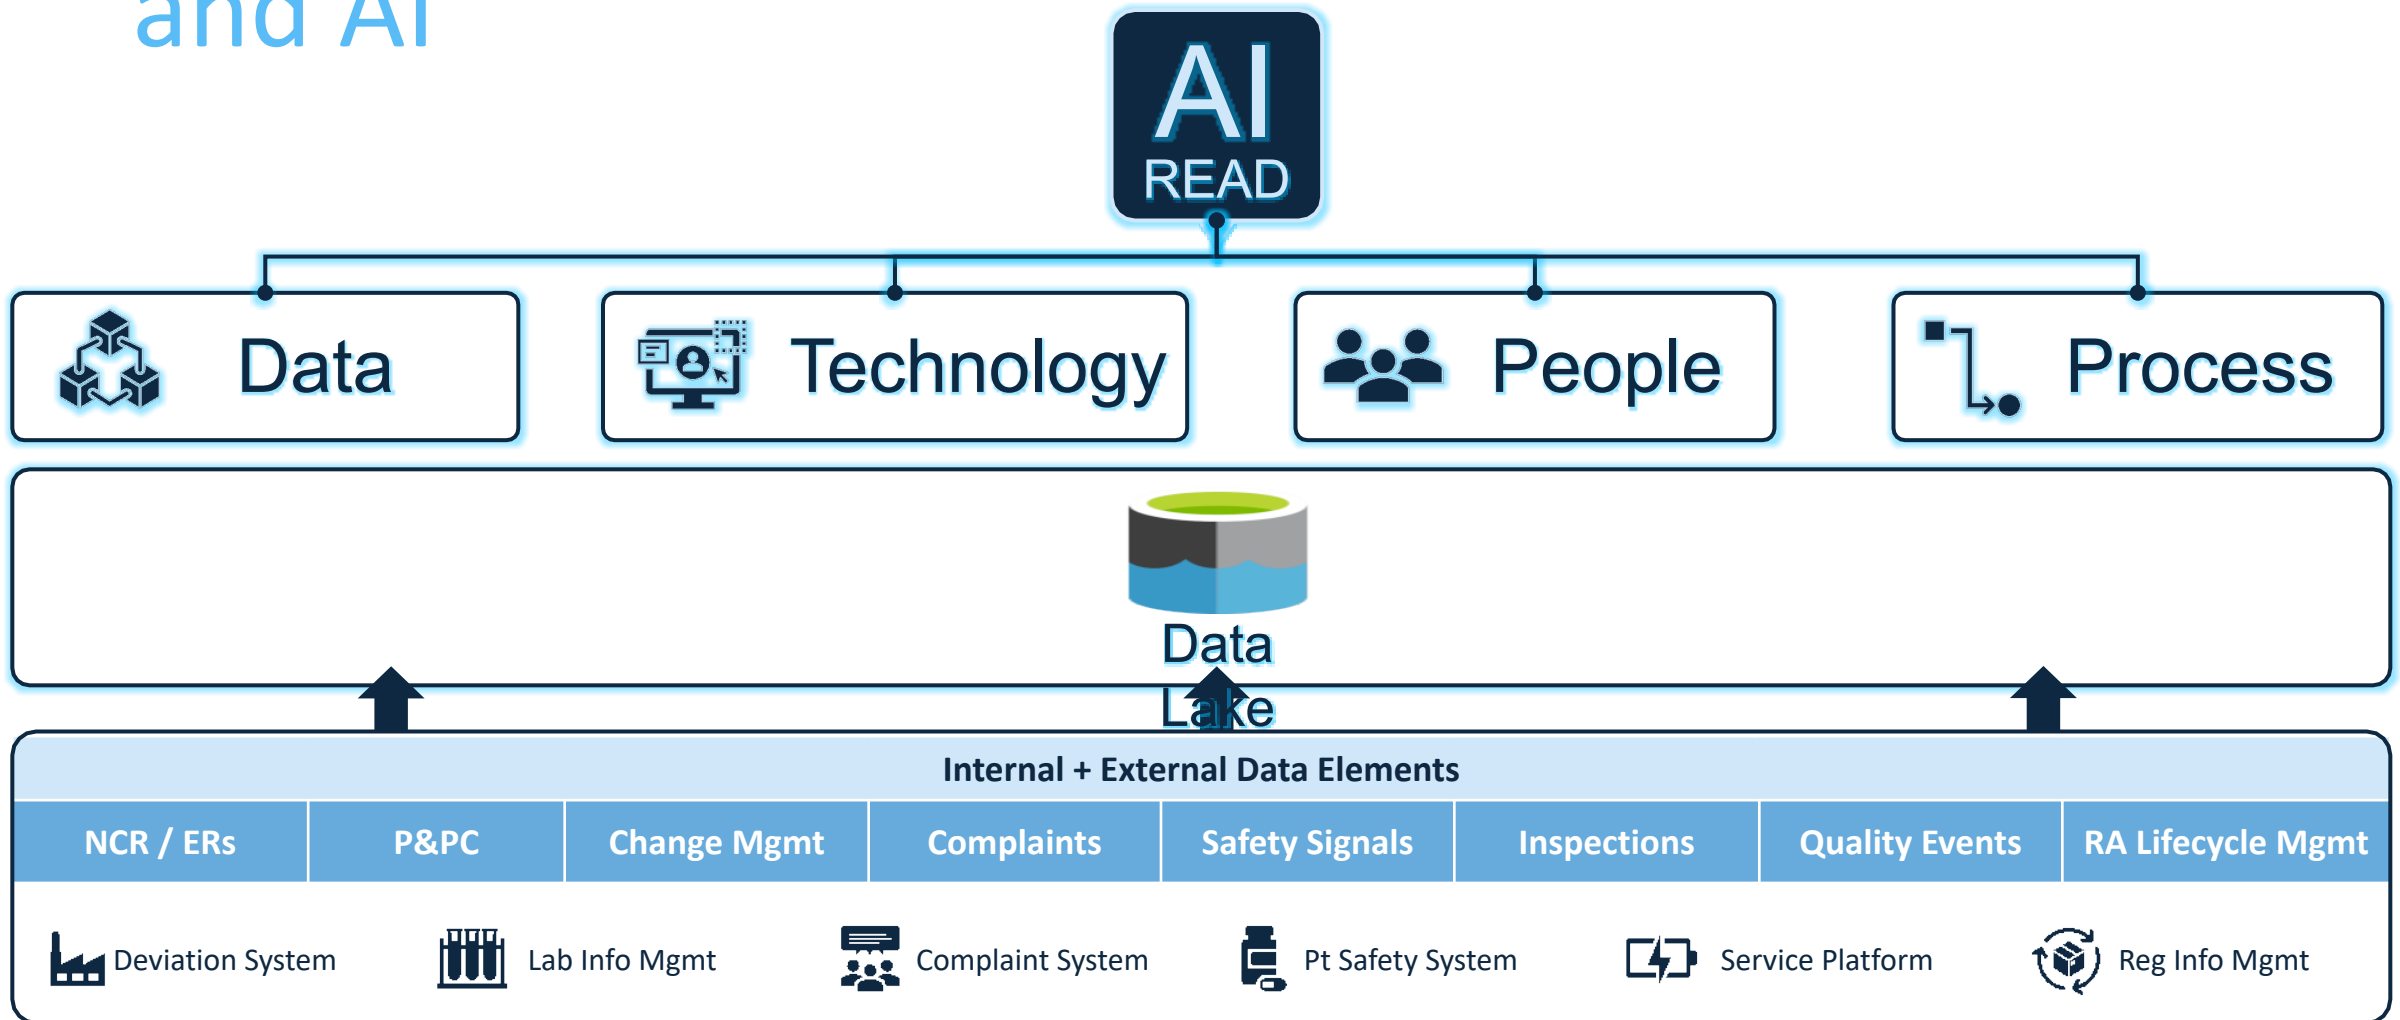 and AI
AI
READ
Data
Technology
People
Process
Data
Lake
Internal + External Data Elements
NCR / ERs
P&PC
Change Mgmt
Complaints
Safety Signals
Inspections
Quality Events
RA Lifecycle Mgmt
Deviation System
Lab Info Mgmt
Complaint System
Pt Safety System
Service Platform
Reg Info Mgmt